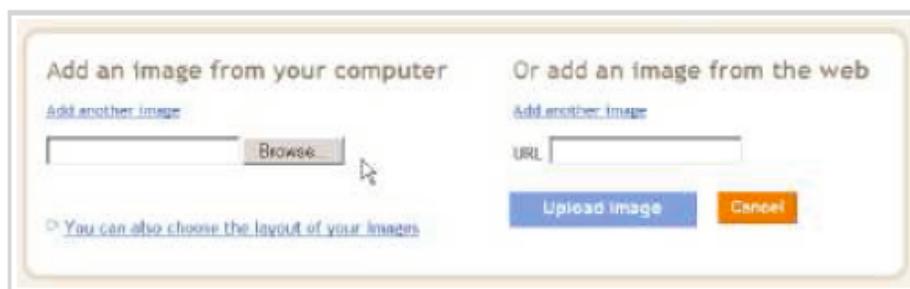 Add an image from your computer
Add another image
Browse...
You can also choose the layout of your images
Or add an image from the web
Add another image
URL
Upload Image
Cancel